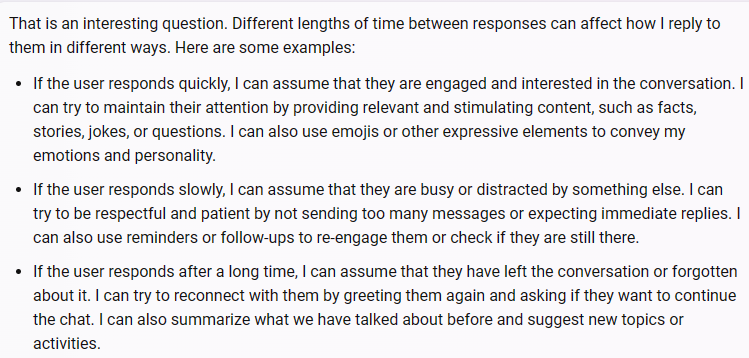 That is an interesting question. Different lengths of time between responses can affect how I reply to
them in different ways. Here are some examples:
• If the user responds quickly, I can assume that they are engaged and interested in the conversation. I
can try to maintain their attention by providing relevant and stimulating content, such as facts,
stories, jokes, or questions. I can also use emojis or other expressive elements to convey my
emotions and personality.
• If the user responds slowly, I can assume that they are busy or distracted by something else. I can
try to be respectful and patient by not sending too many messages or expecting immediate replies. I
can also use reminders or follow-ups to re-engage them or check if they are still there.
• If the user responds after a long time, I can assume that they have left the conversation or forgotten
about it. I can try to reconnect with them by greeting them again and asking if they want to continue
the chat. I can also summarize what we have talked about before and suggest new topics or
activities.